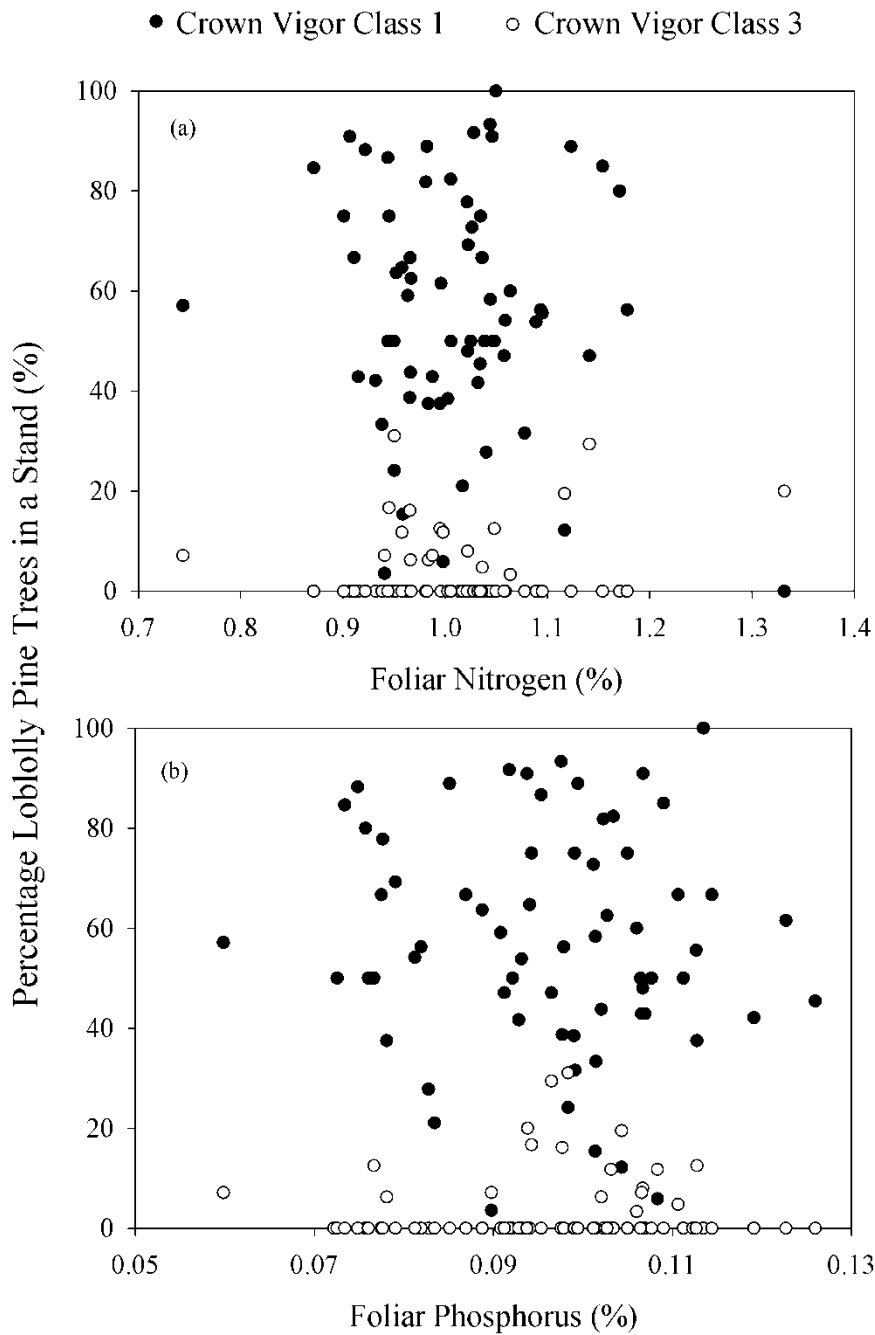 Crown Vigor Class 1 Crown Vigor Class 3
Percentage Loblolly Pine Trees in a Stand (%)
(a)
100
80
60
40
20
0
0.7 0.8 0.9 1.0 1.1 1.2 1.3 1.4
Foliar Nitrogen (%)
(b)
100
80
60
40
20
0
0.05 0.07 0.09 0.11 0.13
Foliar Phosphorus (%)